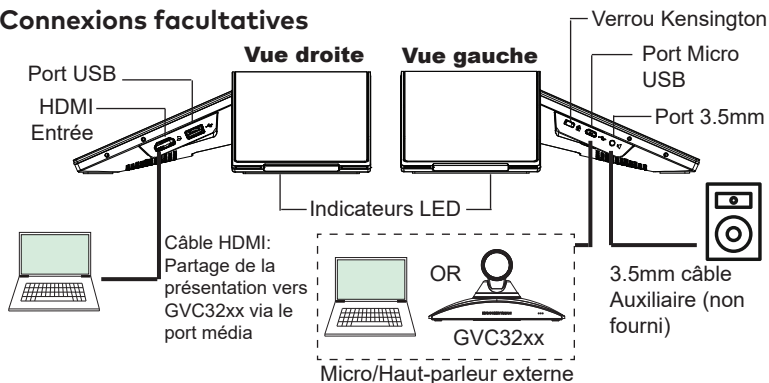 Connexions facultatives
Vue droite
Vue gauche
Verrou Kensington
Port USB
HDMI
Entrée
Port Micro
USB
Port 3.5mm
Indicateurs LED
Câble HDMI:
Partage de la
présentation vers
GVC32xx via le
port média
OR
GVC32xx
3.5mm câble
Auxiliaire (non
fourni)
Micro/Haut-parleur externe